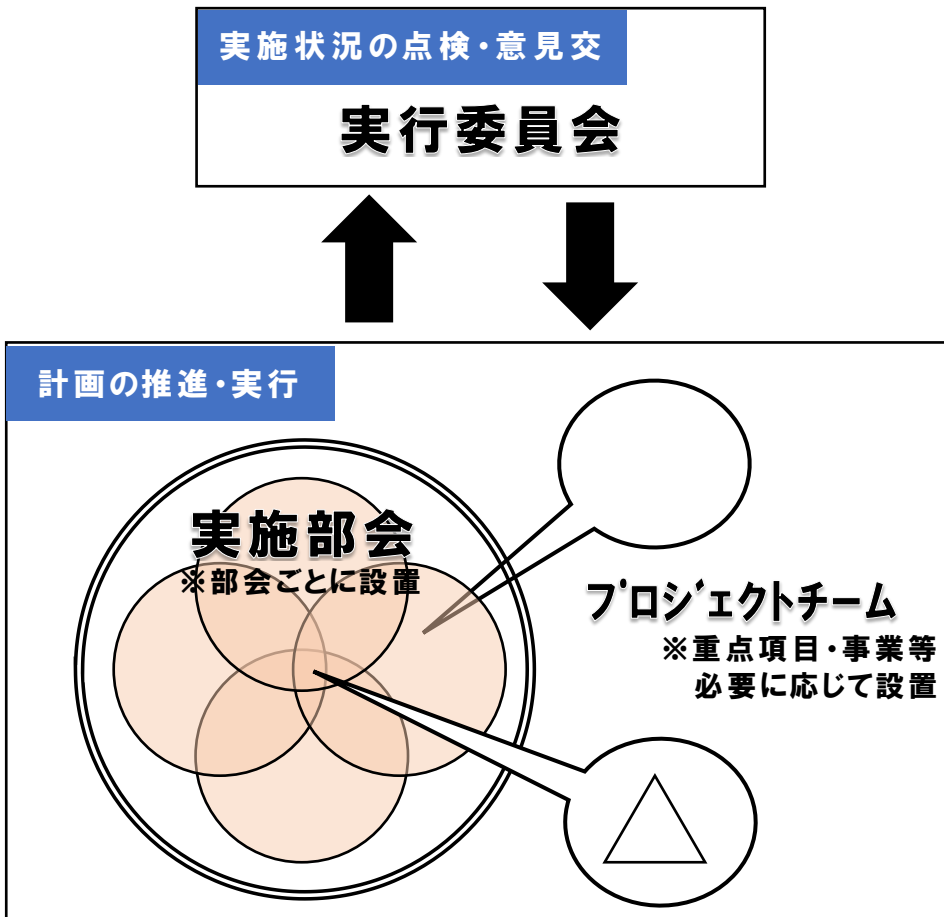 実施状況の点検・意見交
実行委員会
計画の推進・実行
実施部会
※部会ごとに設置
プロジェクトチーム
※重点項目・事業等
必要に応じて設置